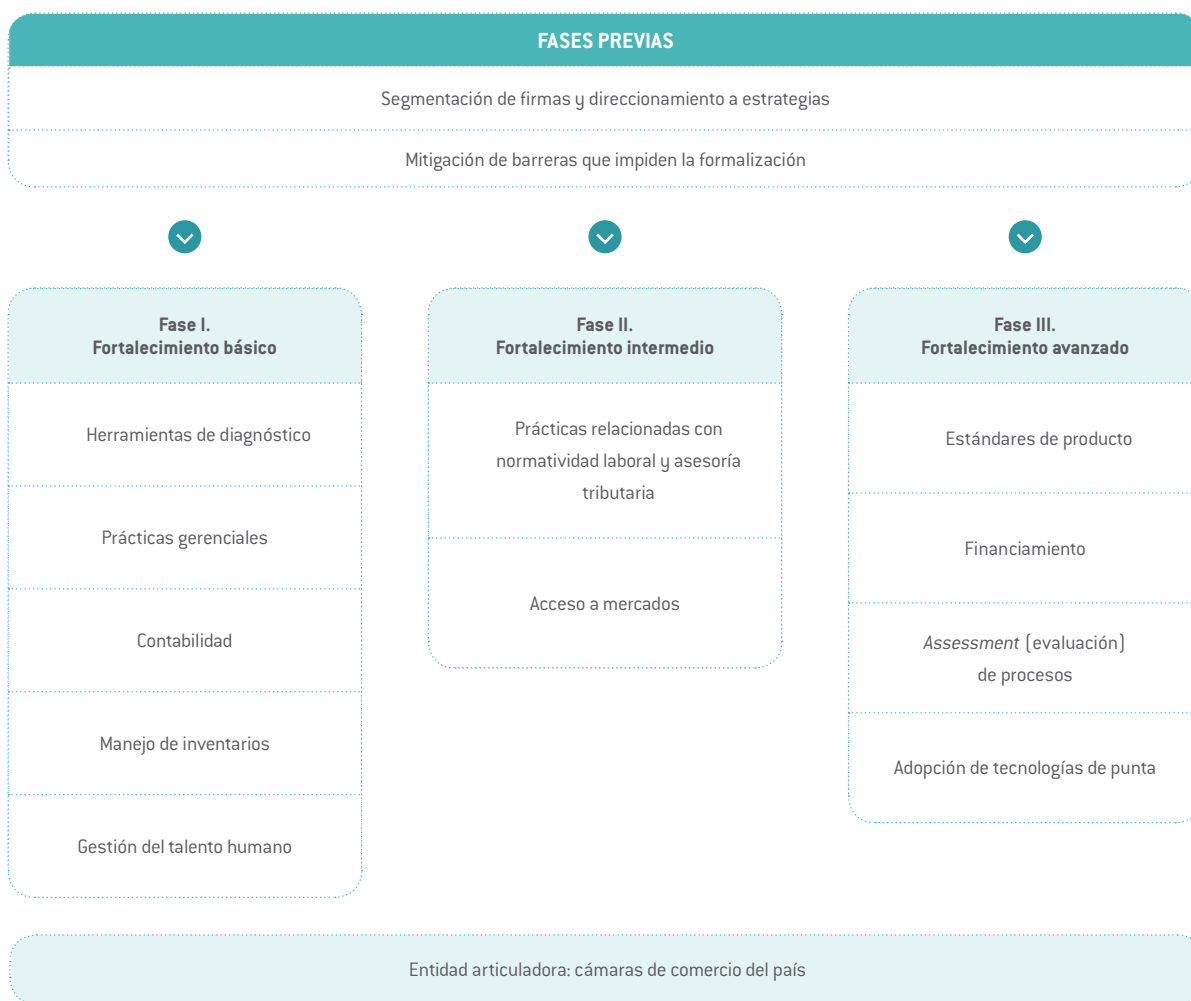 FASES PREVIAS
Segmentación de firmas y direccionamiento a estrategias
Mitigación de barreras que impiden la formalización
Fase I.
Fortalecimiento básico
Herramientas de diagnóstico
Prácticas gerenciales
Contabilidad
Manejo de inventarios
Gestión del talento humano
Fase II.
Fortalecimiento intermedio
Prácticas relacionadas con
normatividad laboral y asesoría
tributaria
Acceso a mercados
Fase III.
Fortalecimiento avanzado
Estándares de producto
Financiamiento
Assessment (evaluación)
de procesos
Adopción de tecnologías de punta
Entidad articuladora: cámaras de comercio del país